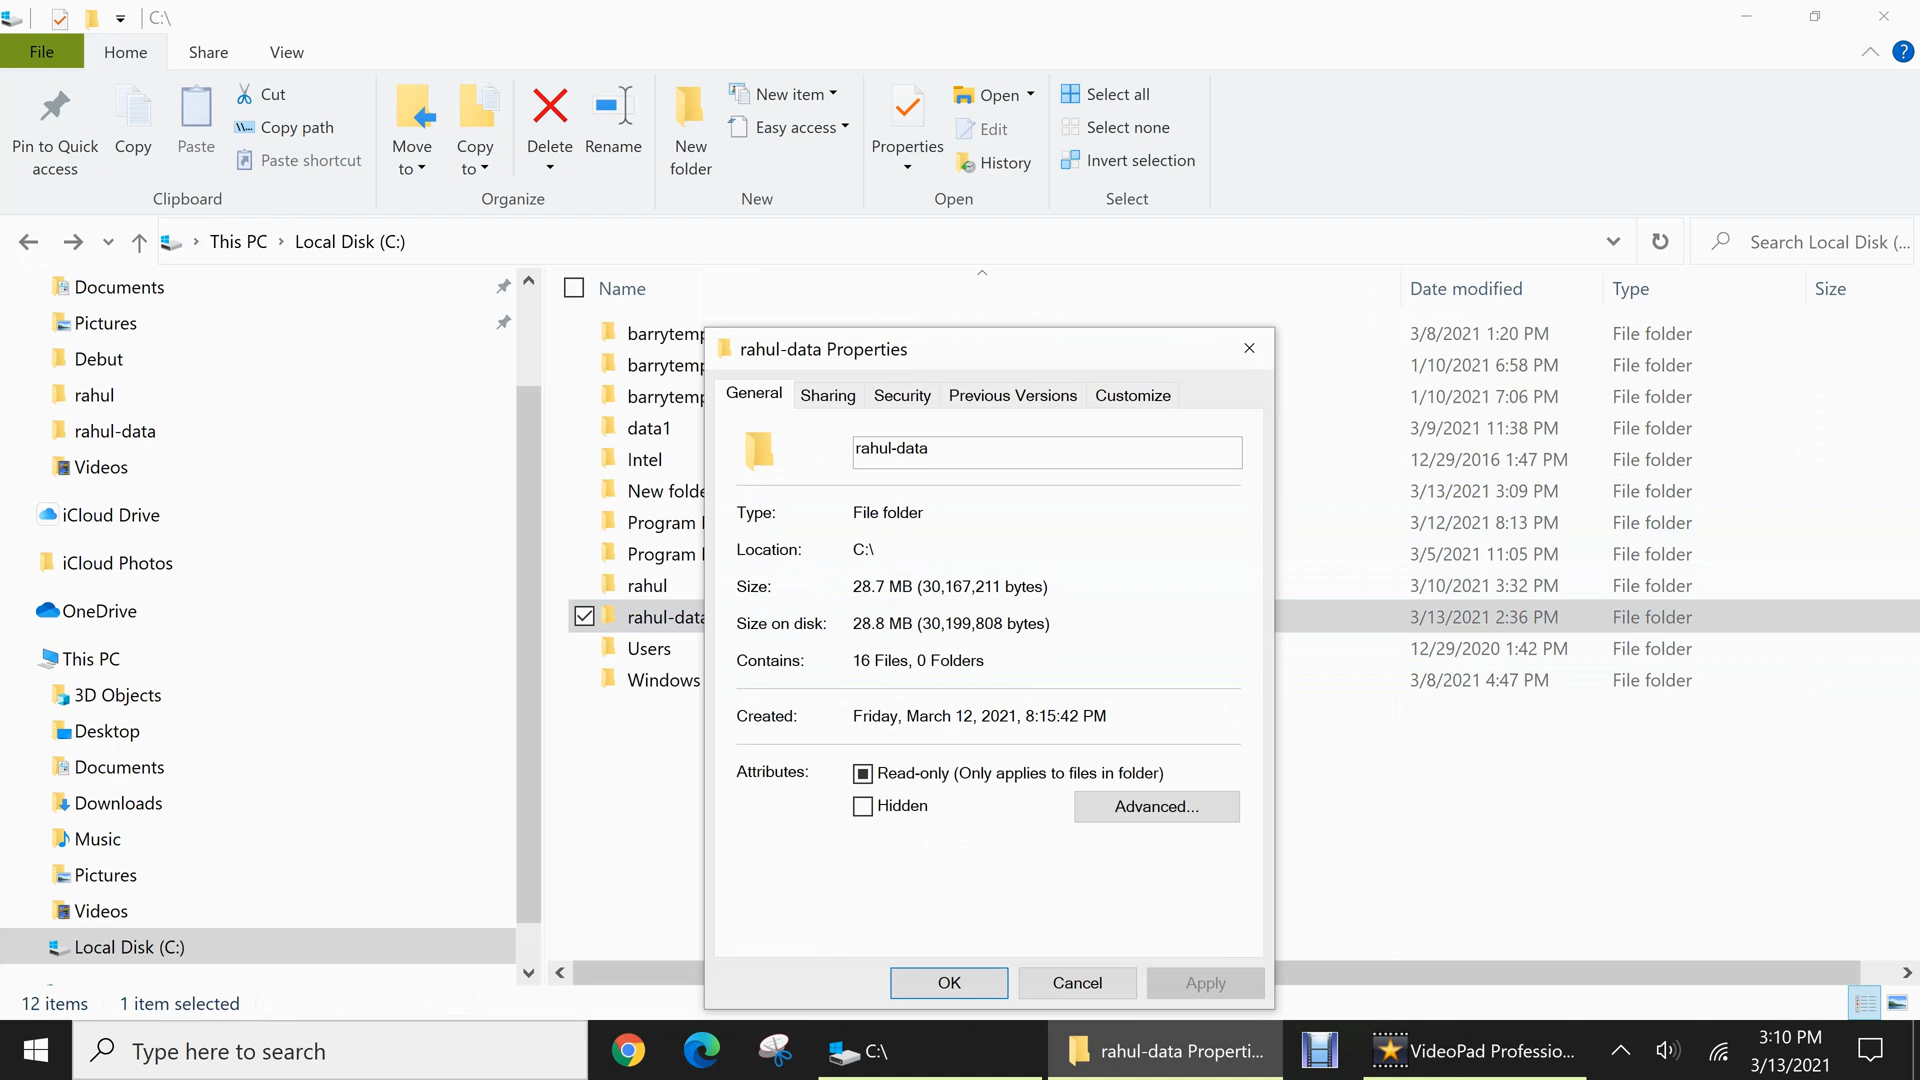 C:\
File
Home
Share
View
Pin to Quick access
Copy
Paste
Cut
Copy path
Paste shortcut
Clipboard
Move to
Copy to
Delete
Rename
Organize
New folder
New item
Easy access
New
Properties
Open
Edit
History
Open
Select all
Select none
Invert selection
Select
This PC
Local Disk (C:)
Search Local Disk (...
Documents
Pictures
Debut
rahul
rahul-data
Videos
iCloud Drive
iCloud Photos
OneDrive
This PC
3D Objects
Desktop
Documents
Downloads
Music
Pictures
Videos
Local Disk (C:)
Name Date modified Type Size
barrytemp 3/8/2021 1:20 PM File folder
barrytemp 1/10/2021 6:58 PM File folder
barrytemp 1/10/2021 7:06 PM File folder
data1 3/9/2021 11:38 PM File folder
Intel 12/29/2016 1:47 PM File folder
New folde 3/13/2021 3:09 PM File folder
Program 3/12/2021 8:13 PM File folder
Program 3/5/2021 11:05 PM File folder
rahul 3/10/2021 3:32 PM File folder
rahul-data 3/13/2021 2:36 PM File folder
Users 12/29/2020 1:42 PM File folder
Windows 3/8/2021 4:47 PM File folder
rahul-data Properties
General Sharing Security Previous Versions Customize
rahul-data
Type: File folder
Location: C:\
Size: 28.7 MB (30,167,211 bytes)
Size on disk: 28.8 MB (30,199,808 bytes)
Contains: 16 Files, 0 Folders
Created: Friday, March 12, 2021, 8:15:42 PM
Attributes: Read-only (Only applies to files in folder)
Hidden
Advanced...
OK Cancel Apply
12 items 1 item selected
Type here to search
C:\
rahul-data Properti...
VideoPad Professio...
3:10 PM
3/13/2021